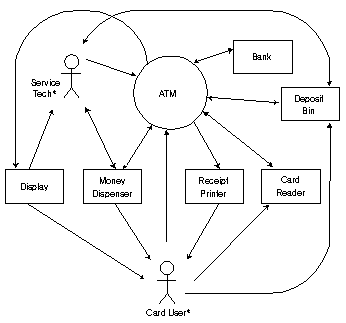 Bank
Service
Tech*
ATM
Deposit
Bin
Display
Money
Dispenser
Receipt
Printer
Card
Reader
Card User*